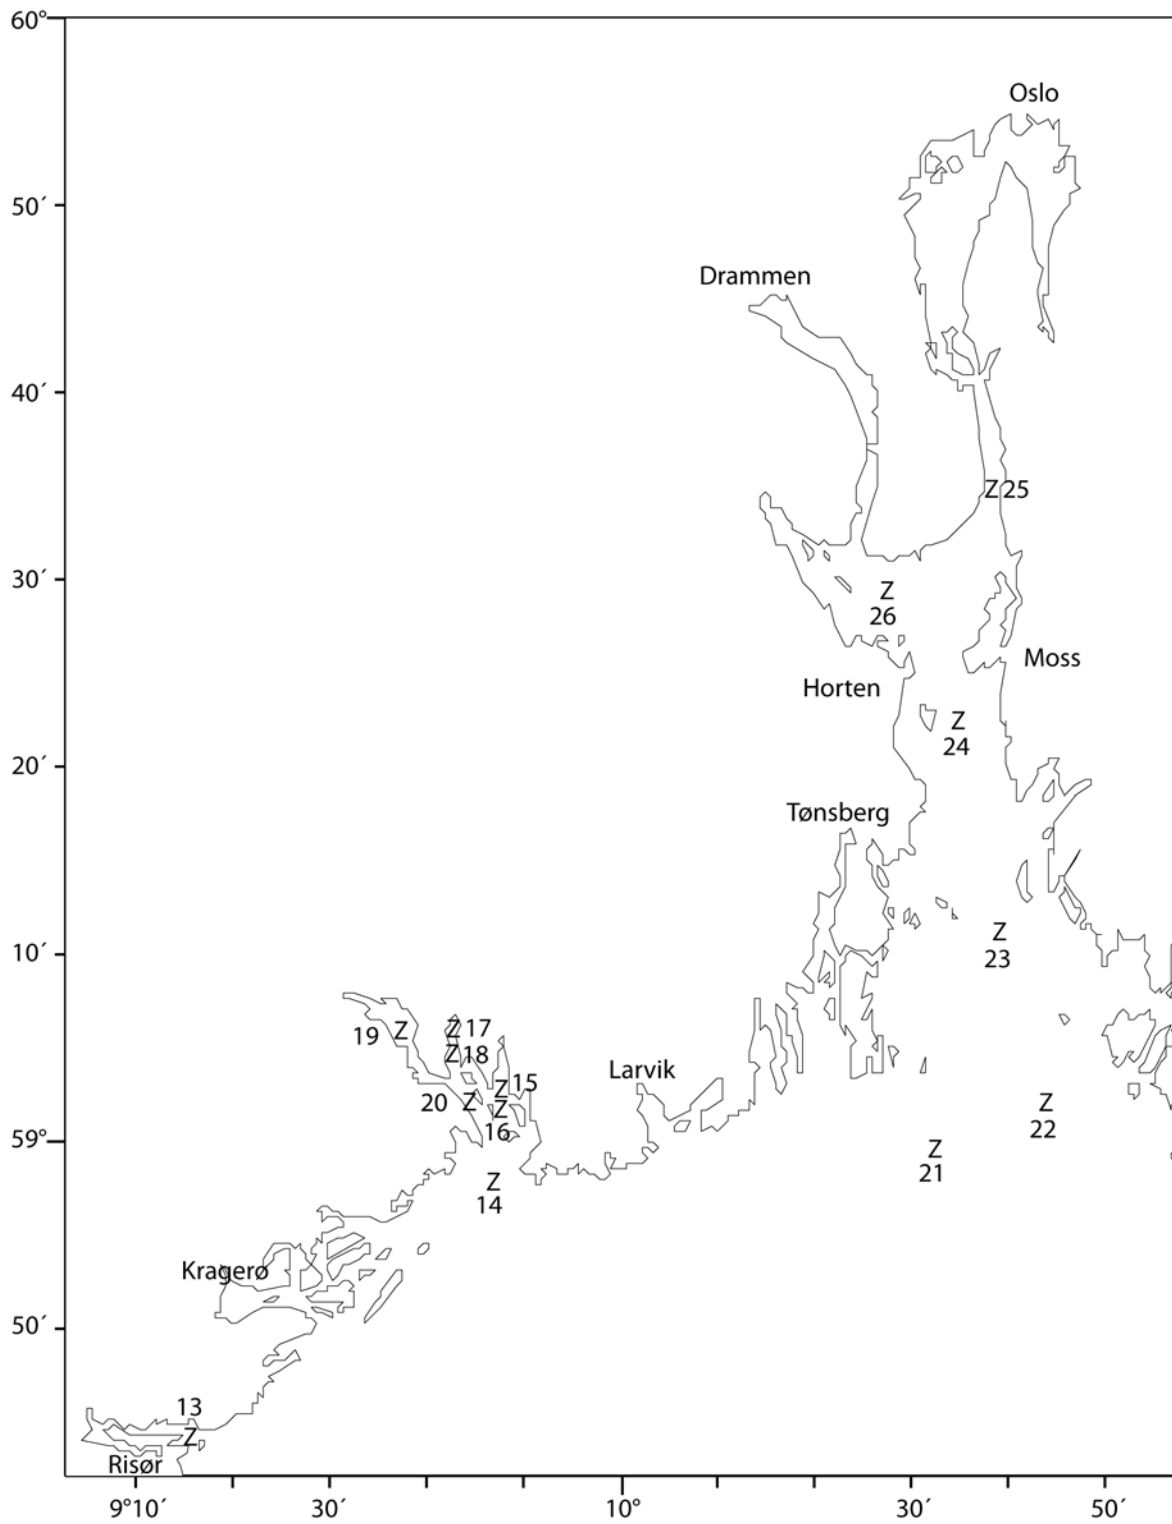 60°
Oslo
50′
Drammen
40′
Z 25
30′
Z
26
Moss
Horten
Z
24
20′
Tønsberg
Z
23
10′
19 Z
Z 17
Z 18
Larvik
Z 15
20 Z
Z
16
Z
22
59°
Z
21
Z
14
Kragerø
50′
13
Z
Risør
9°10′ 30′ 10° 30′ 50′